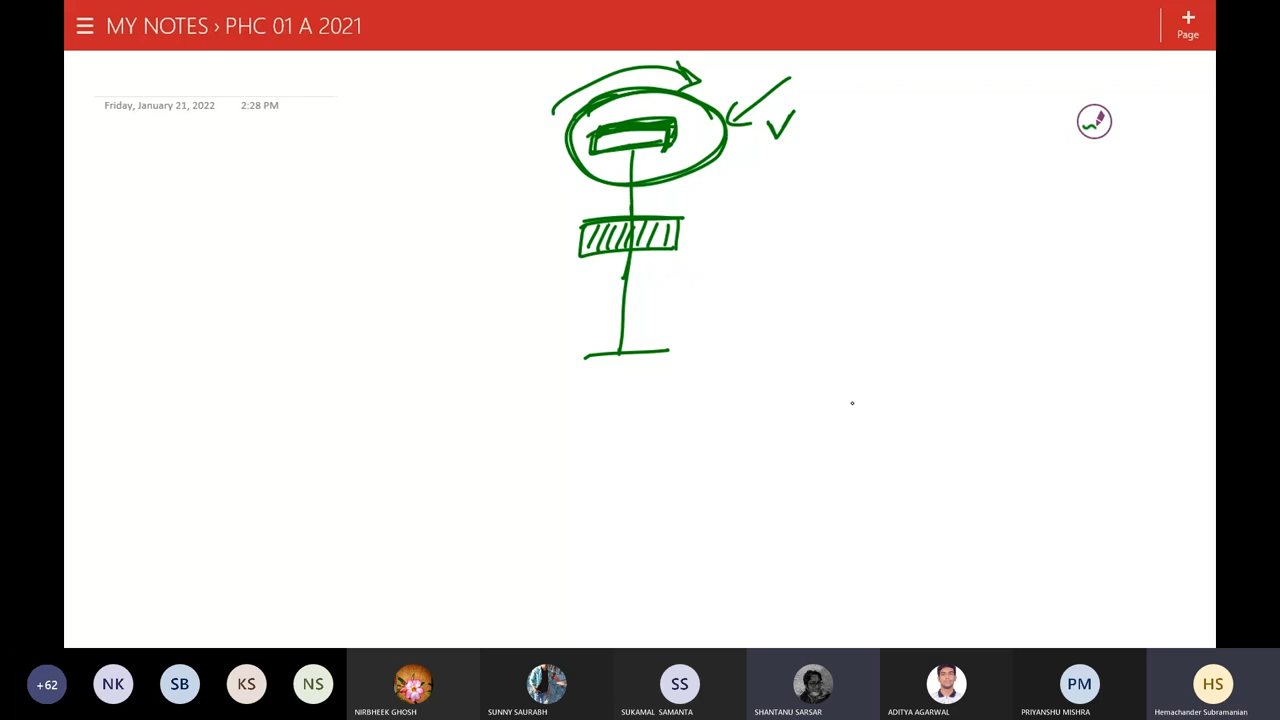 MY NOTES › PHC 01 A 2021
+
Page
Friday, January 21, 2022 2:28 PM
V
+62
NK
SB
KS
NS
SS
PM
HS
NIRBHEEK GHOSH
SUNNY SAURABH
SUKAMAL SAMANTA
SHANTANU SARSAR
ADITYA AGARWAL
PRIYANSHU MISHRA
Hemachander Subramanian